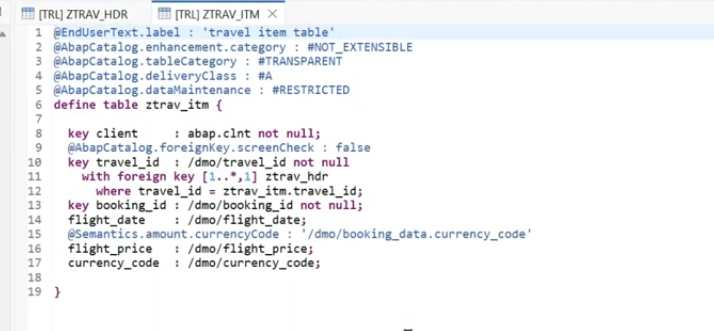 [TRL] ZTRAV_HDR
[TRL] ZTRAV_ITM
1 @EndUserText.label : 'travel item table'
2 @AbapCatalog.enhancement.category : #NOT_EXTENSIBLE
3 @AbapCatalog.tableCategory : #TRANSPARENT
4 @AbapCatalog.deliveryClass : #A
5 @AbapCatalog.dataMaintenance : #RESTRICTED
6 define table ztrav_itm {
7
8 key client : abap.clnt not null;
9 @AbapCatalog.foreignKey.screenCheck : false
10 key travel_id : /dmo/travel_id not null
11 with foreign key [1..*,1] ztrav_hdr
12 where travel_id = ztrav_itm.travel_id;
13 key booking_id : /dmo/booking_id not null;
14 flight_date : /dmo/flight_date;
15 @Semantics.amount.currencyCode : '/dmo/booking_data.currency_code'
16 flight_price : /dmo/flight_price;
17 currency_code : /dmo/currency_code;
18
19 }